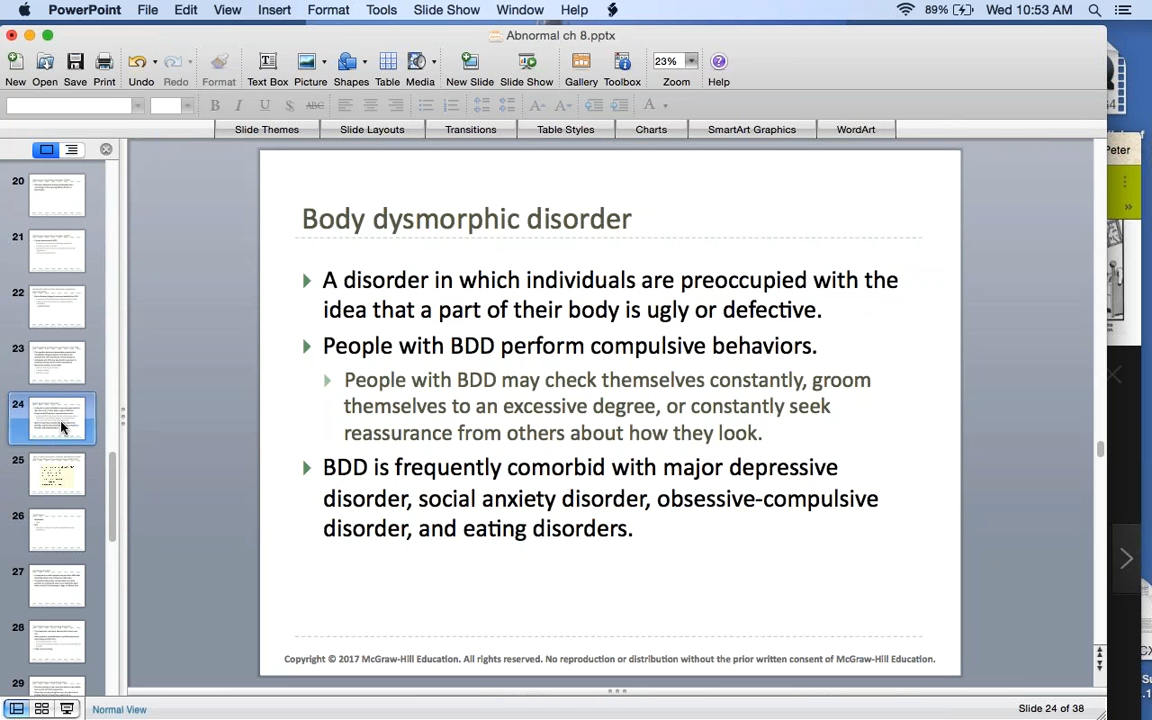 PowerPoint File Edit View Insert Format Tools Slide Show Window Help 89% Wed 10:53 AM
Abnormal ch 8.pptx
New Open Save Print Undo Redo Format Text Box Picture Shapes Table Media New Slide Slide Show Gallery Toolbox 23% Zoom Help
B I U S ABC A A A
Slide Themes Slide Layouts Transitions Table Styles Charts SmartArt Graphics WordArt
Peter
20
21
22
23
24
25
26
27
28
29
Body dysmorphic disorder
A disorder in which individuals are preoccupied with the
idea that a part of their body is ugly or defective.
People with BDD perform compulsive behaviors.
People with BDD may check themselves constantly, groom
themselves to an excessive degree, or constantly seek
reassurance from others about how they look.
BDD is frequently comorbid with major depressive
disorder, social anxiety disorder, obsessive-compulsive
disorder, and eating disorders.
Copyright © 2017 McGraw-Hill Education. All rights reserved. No reproduction or distribution without the prior written consent of McGraw-Hill Education.
Normal View Slide 24 of 38